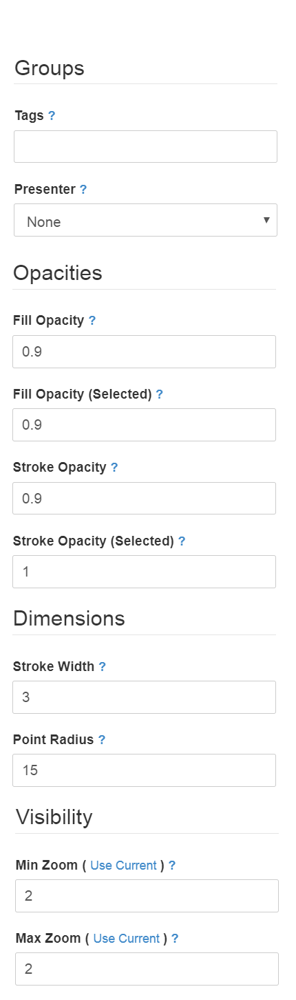 Groups
Tags ?
Presenter ?
None ▼
Opacities
Fill Opacity ?
0.9
Fill Opacity (Selected) ?
0.9
Stroke Opacity ?
0.9
Stroke Opacity (Selected) ?
1
Dimensions
Stroke Width ?
3
Point Radius ?
15
Visibility
Min Zoom ( Use Current ) ?
2
Max Zoom ( Use Current ) ?
2